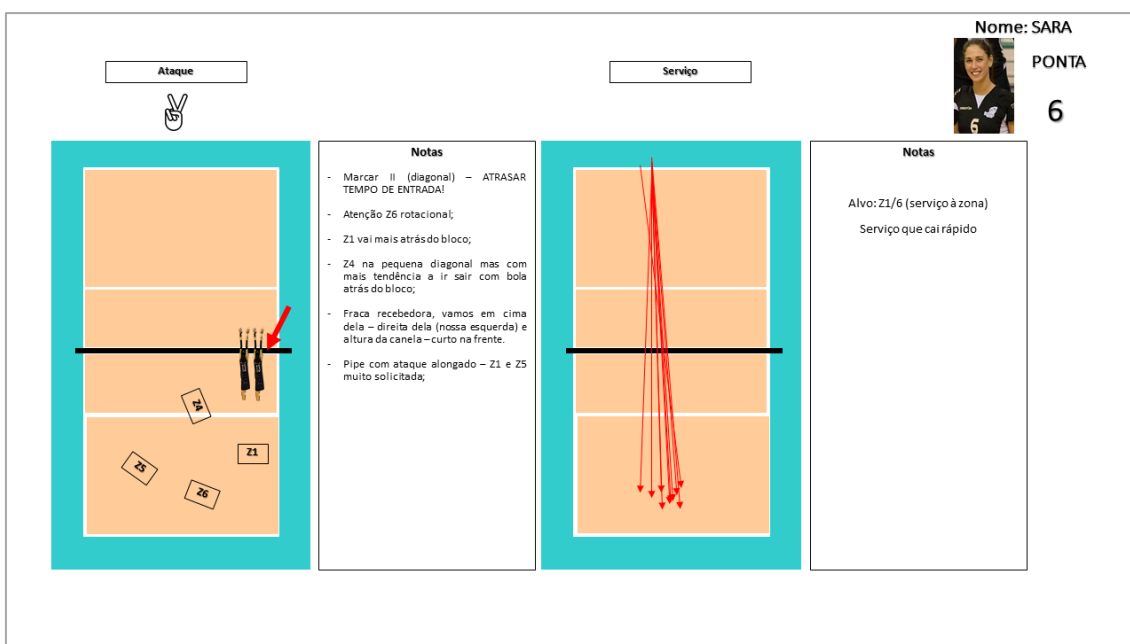 Nome: SARA
PONTA
6
Ataque
Serviço
Notas
- Marcar II (diagonal) – ATRASAR
TEMPO DE ENTRADA!
- Atenção Z6 rotacional;
- Z1 vai mais atrás do bloco;
- Z4 na pequena diagonal mas com
mais tendência a ir sair com bola
atrás do bloco;
- Fraca recebedora, vamos em cima
dela – direita dela (nossa esquerda) e
altura da canela – curto na frente.
- Pipe com ataque alongado – Z1 e Z5
muito solicitada;
Z4
Z1
Z5
Z6
Notas
Alvo: Z1/6 (serviço à zona)
Serviço que cai rápido
6